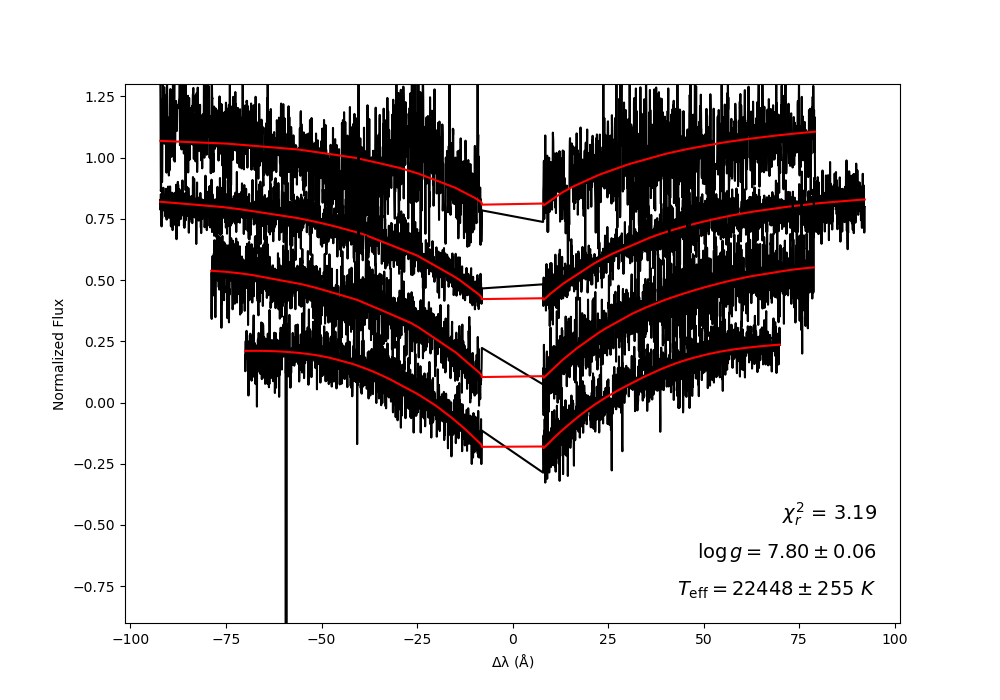 1.25
1.00
0.75
0.50
0.25
0.00
−0.25
−0.50
−0.75
Normalized Flux
χ²ᵣ = 3.19
log g = 7.80 ± 0.06
T_eff = 22448 ± 255 K
−100 −75 −50 −25 0 25 50 75 100
Δλ (Å)